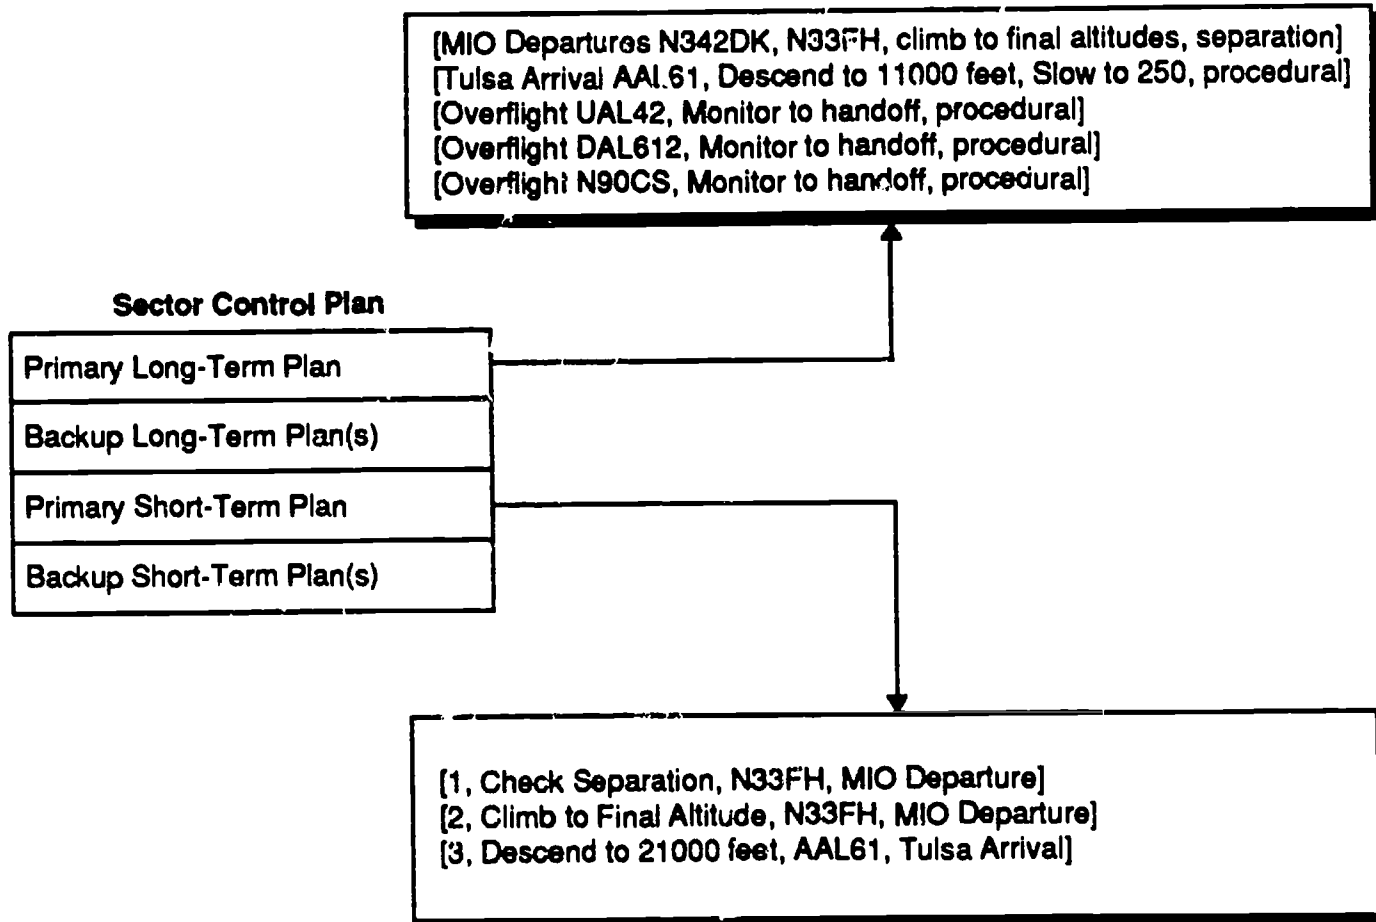 [MIO Departures N342DK, N33FH, climb to final altitudes, separation]
[Tulsa Arrival AAL61, Descend to 11000 feet, Slow to 250, procedural]
[Overflight UAL42, Monitor to handoff, procedural]
[Overflight DAL612, Monitor to handoff, procedural]
[Overflight N90CS, Monitor to handoff, procedural]
Sector Control Plan
Primary Long-Term Plan
Backup Long-Term Plan(s)
Primary Short-Term Plan
Backup Short-Term Plan(s)
[1, Check Separation, N33FH, MIO Departure]
[2, Climb to Final Altitude, N33FH, MIO Departure]
[3, Descend to 21000 feet, AAL61, Tulsa Arrival]